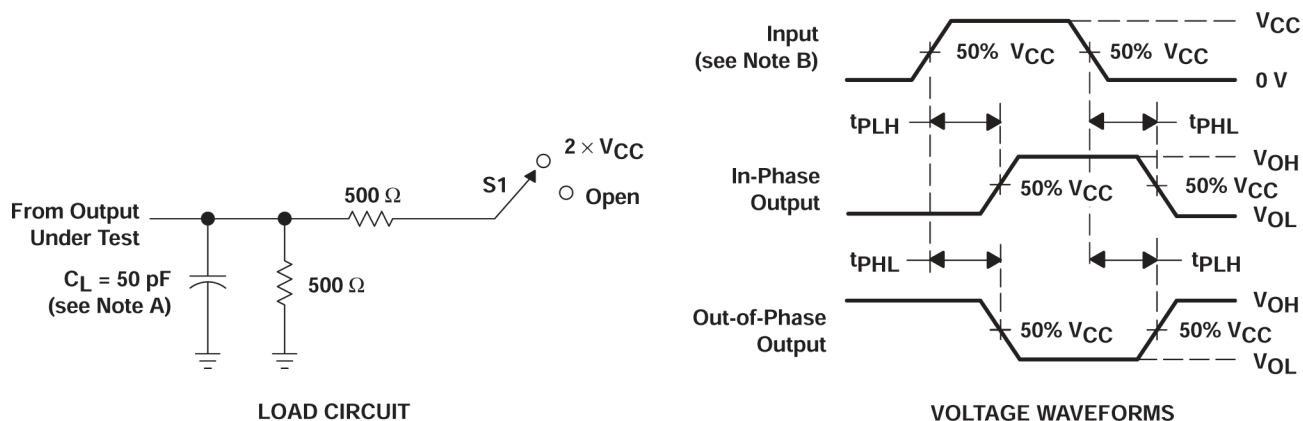 From Output
Under Test
CL = 50 pF
(see Note A)
500 Ω
500 Ω
S1
2 × VCC
Open
LOAD CIRCUIT
Input
(see Note B)
50% VCC
50% VCC
VCC
0 V
tPLH
tPHL
In-Phase
Output
50% VCC
50% VCC
VOH
VOL
tPHL
tPLH
Out-of-Phase
Output
50% VCC
50% VCC
VOH
VOL
VOLTAGE WAVEFORMS